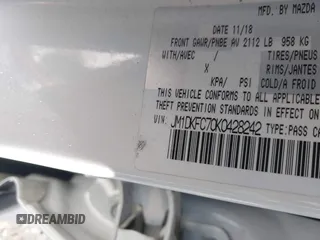 MFD. BY MAZDA
DATE 11/18
FRONT GAWR/PNBE AV 2112 LB 958 KG
WITH/AVEC / TIRES/PNEUS
X RIMS/JANTES
KPA/ PSI COLD/A FROID
THIS VEHICLE CONFORMS TO ALL APPLICABLE
STANDARDS IN EFFECT ON
VIN. JM1DKFC70K0428242 TYPE:PASS CA
DREAMBID